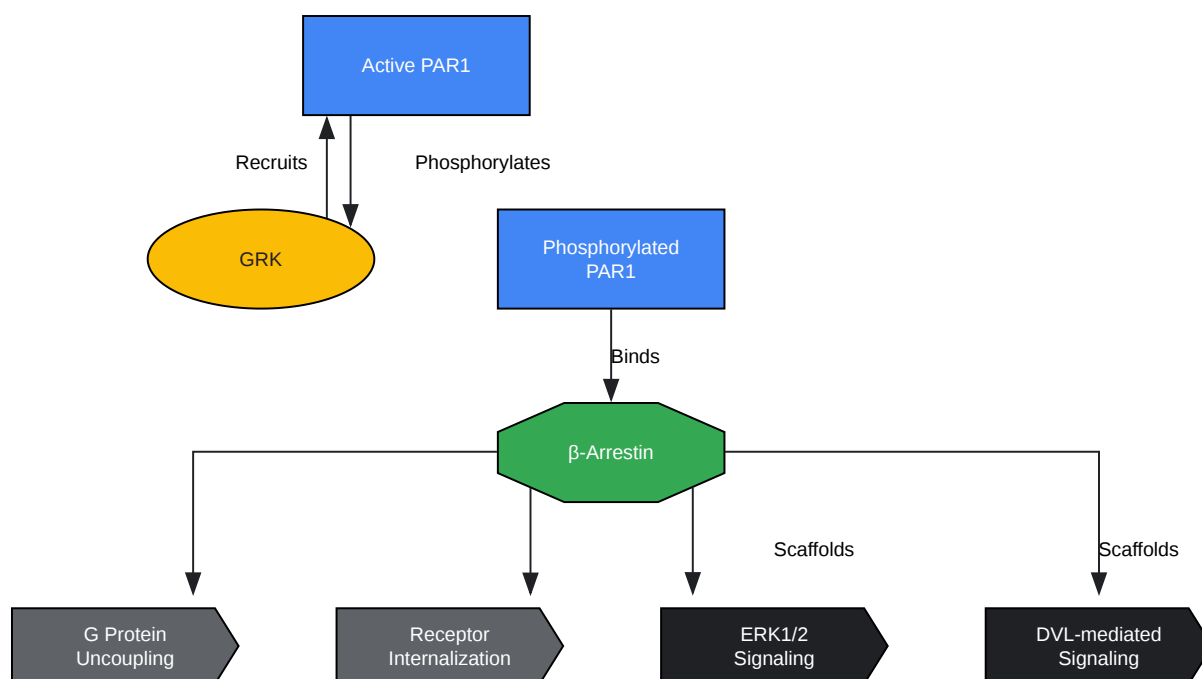 Active PAR1
Recruits
Phosphorylates
GRK
Phosphorylated
PAR1
Binds
β-Arrestin
Scaffolds
Scaffolds
G Protein
Uncoupling
Receptor
Internalization
ERK1/2
Signaling
DVL-mediated
Signaling